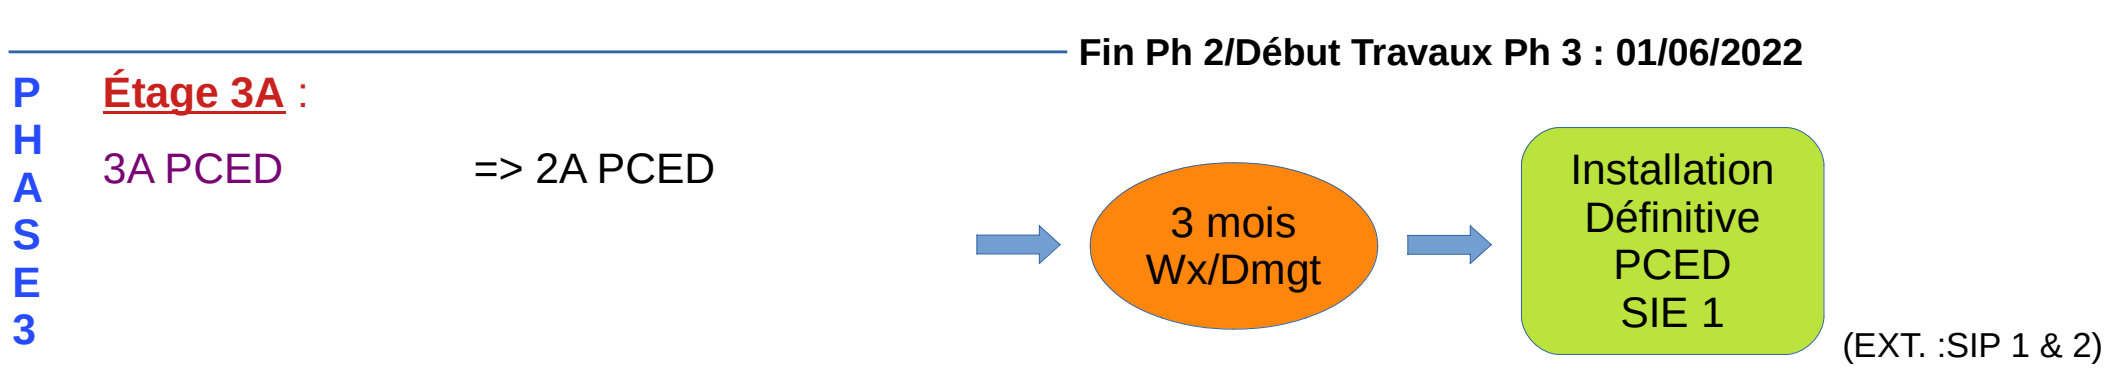 Fin Ph 2/Début Travaux Ph 3 : 01/06/2022
P
H
A
S
E
3
Étage 3A :
3A PCED => 2A PCED
3 mois
Wx/Dmgt
Installation
Définitive
PCED
SIE 1
(EXT. :SIP 1 & 2)